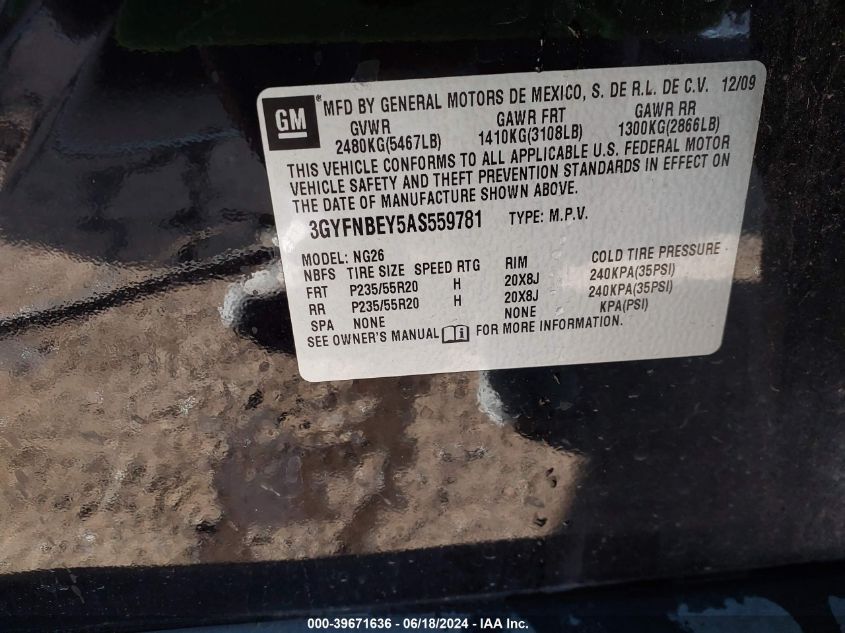 GM ® MFD BY GENERAL MOTORS DE MEXICO, S. DE R.L. DE C.V. 12/09
GVWR GAWR FRT GAWR RR
2480KG(5467LB) 1410KG(3108LB) 1300KG(2866LB)
THIS VEHICLE CONFORMS TO ALL APPLICABLE U.S. FEDERAL MOTOR
VEHICLE SAFETY AND THEFT PREVENTION STANDARDS IN EFFECT ON
THE DATE OF MANUFACTURE SHOWN ABOVE.
3GYFNBEY5AS559781 TYPE: M.P.V.
MODEL: NG26
NBFS TIRE SIZE SPEED RTG RIM COLD TIRE PRESSURE
FRT P235/55R20 H 20X8J 240KPA(35PSI)
RR P235/55R20 H 20X8J 240KPA(35PSI)
SPA NONE NONE KPA(PSI)
SEE OWNER'S MANUAL FOR MORE INFORMATION.
000-39671636 - 06/18/2024 - IAA Inc.